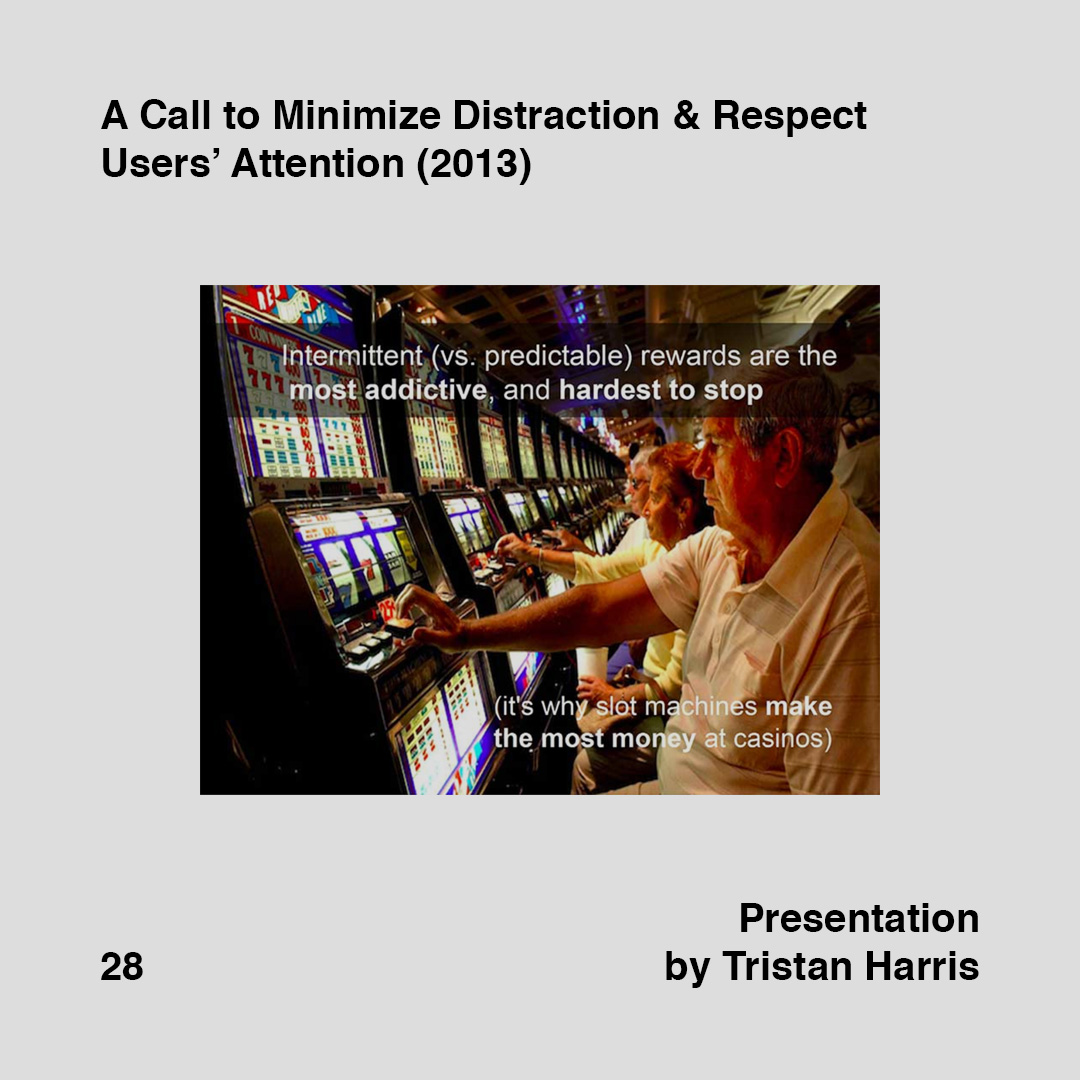 A Call to Minimize Distraction & Respect
Users’ Attention (2013)
Intermittent (vs. predictable) rewards are the
most addictive, and hardest to stop
(it's why slot machines make
the most money at casinos)
Presentation
28
by Tristan Harris